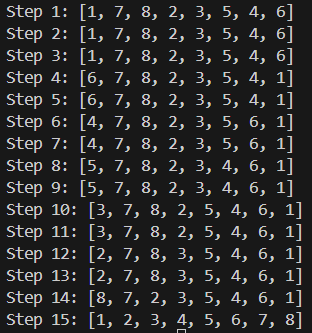 Step 1: [1, 7, 8, 2, 3, 5, 4, 6]
Step 2: [1, 7, 8, 2, 3, 5, 4, 6]
Step 3: [1, 7, 8, 2, 3, 5, 4, 6]
Step 4: [6, 7, 8, 2, 3, 5, 4, 1]
Step 5: [6, 7, 8, 2, 3, 5, 4, 1]
Step 6: [4, 7, 8, 2, 3, 5, 6, 1]
Step 7: [4, 7, 8, 2, 3, 5, 6, 1]
Step 8: [5, 7, 8, 2, 3, 4, 6, 1]
Step 9: [5, 7, 8, 2, 3, 4, 6, 1]
Step 10: [3, 7, 8, 2, 5, 4, 6, 1]
Step 11: [3, 7, 8, 2, 5, 4, 6, 1]
Step 12: [2, 7, 8, 3, 5, 4, 6, 1]
Step 13: [2, 7, 8, 3, 5, 4, 6, 1]
Step 14: [8, 7, 2, 3, 5, 4, 6, 1]
Step 15: [1, 2, 3, 4, 5, 6, 7, 8]